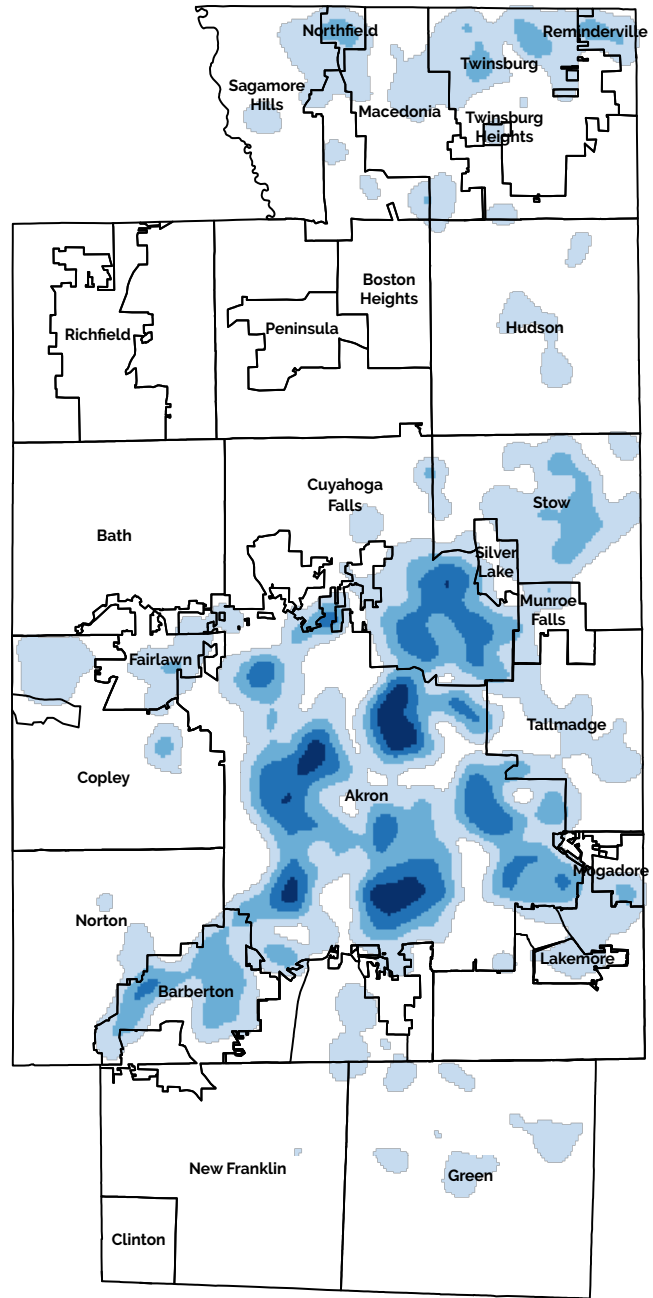 Northfield
Reminderville
Twinsburg
Sagamore
Hills
Macedonia
Twinsburg
Heights
Boston
Heights
Richfield
Peninsula
Hudson
Cuyahoga
Falls
Stow
Bath
Silver
Lake
Munroe
Falls
Fairlawn
Tallmadge
Copley
Akron
Mogadore
Norton
Lakemore
Barberton
New Franklin
Green
Clinton